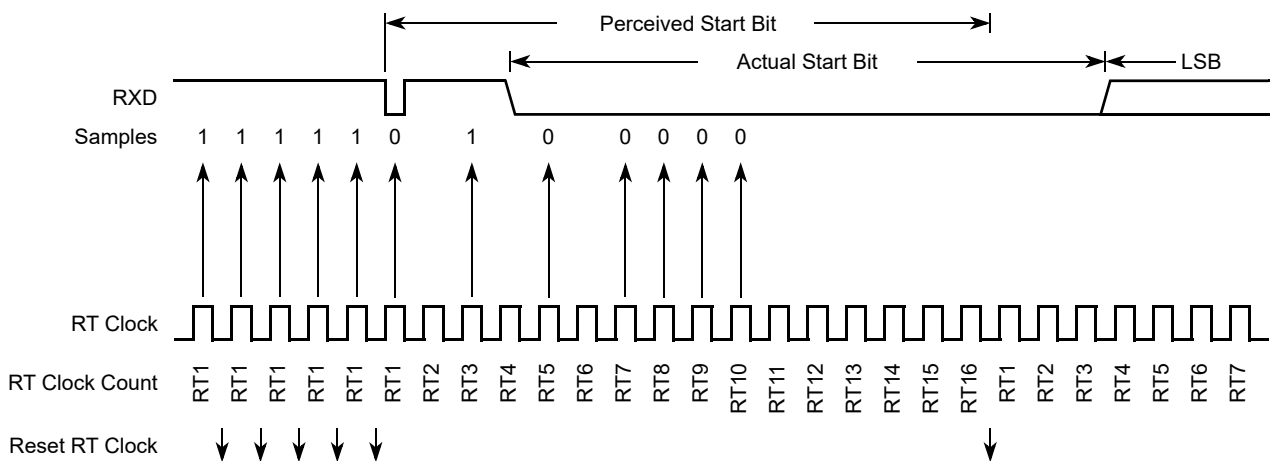 Perceived Start Bit
Actual Start Bit LSB
RXD
Samples 1 1 1 1 1 0 1 0 0 0 0 0
RT Clock
RT Clock Count RT1 RT1 RT1 RT1 RT1 RT1 RT2 RT3 RT4 RT5 RT6 RT7 RT8 RT9 RT10 RT11 RT12 RT13 RT14 RT15 RT16 RT1 RT2 RT3 RT4 RT5 RT6 RT7
Reset RT Clock